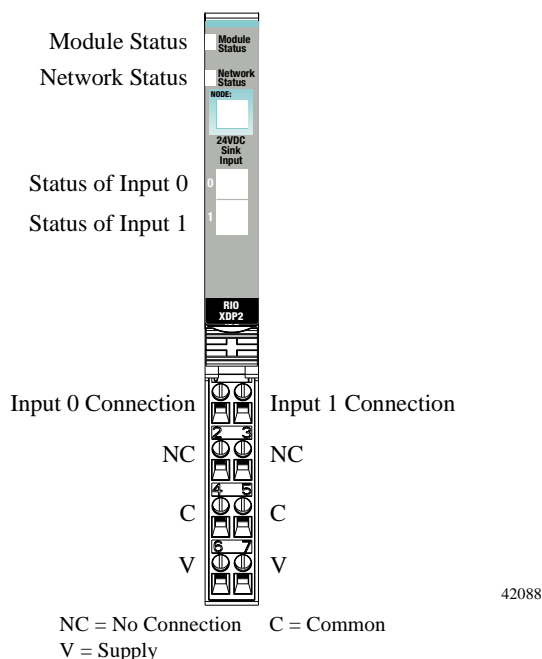 Module Status
Module
Status
Network Status
Network
Status
NODE:
24VDC
Sink
Input
Status of Input 0
0
Status of Input 1
1
RIO
XDP2
Input 0 Connection
Input 1 Connection
2 3
NC
NC
4 5
C
C
6 7
V
V
42088
NC = No Connection C = Common
V = Supply